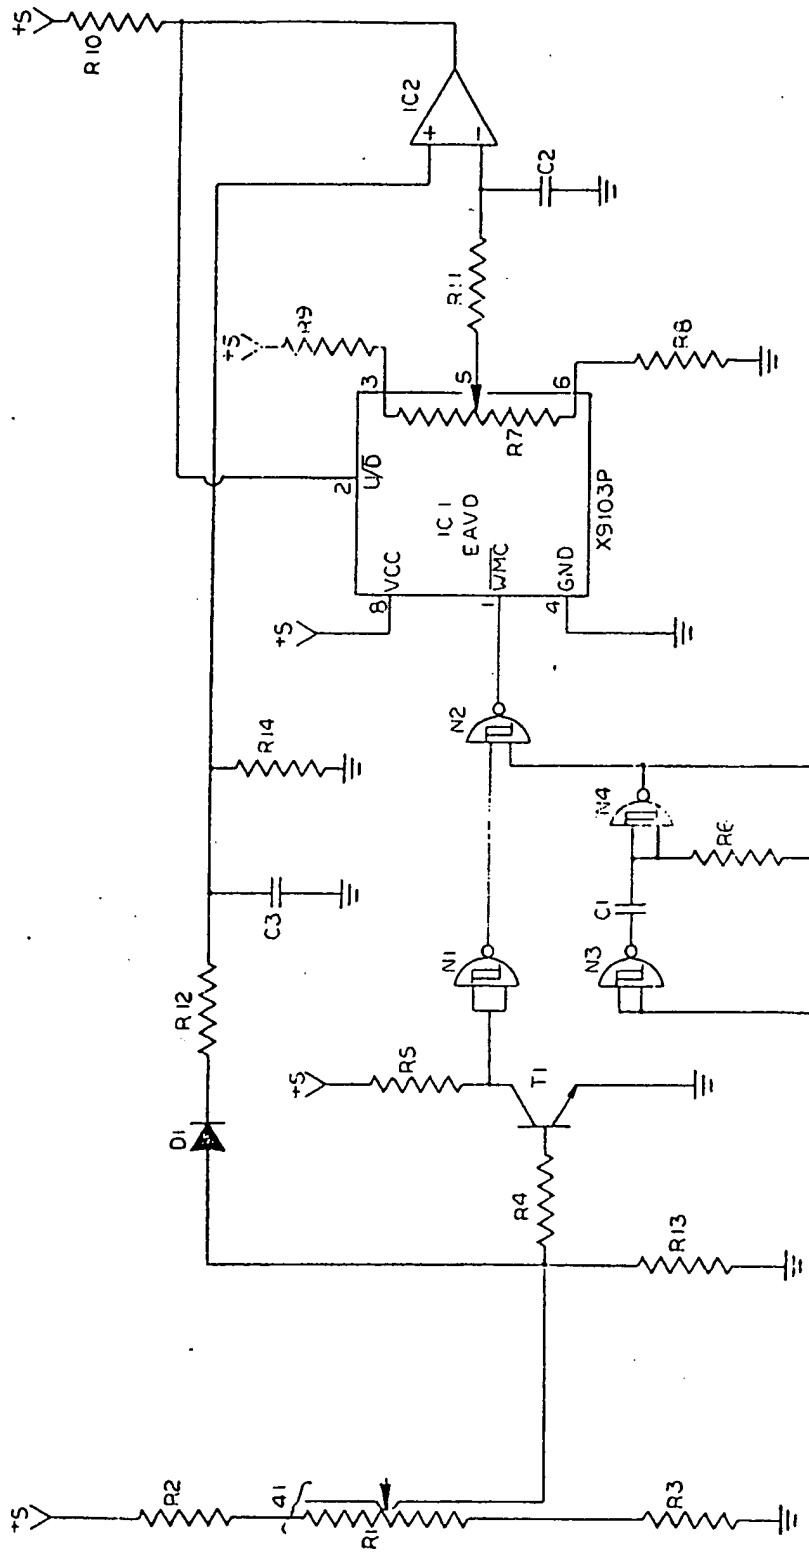 +5
+5
R10
R2
D1
R12
+5
R14
C3
41
+5
+5
R9
2
U/D̅
3
8
VCC
R1
R5
IC2
+
−
IC1
EAVD
N1
N2
1
W̅M̅C̅
5
R11
R7
T1
R4
4
GND
6
C2
X9103P
N3
C1
N4
R13
R3
R6
R8